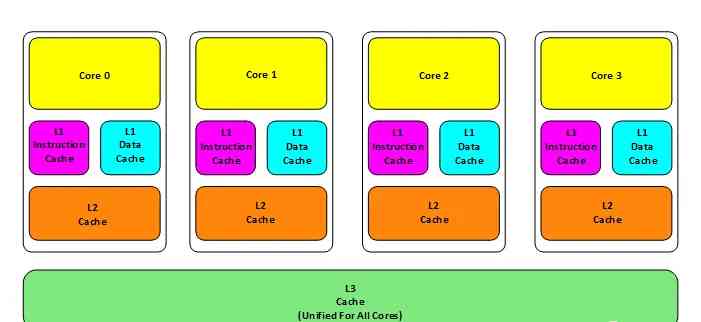 Core 0
Core 1
Core 2
Core 3
L1
Instruction
Cache
L1
Data
Cache
L1
Instruction
Cache
L1
Data
Cache
L1
Instruction
Cache
L1
Data
Cache
L1
Instruction
Cache
L1
Data
Cache
L2
Cache
L2
Cache
L2
Cache
L2
Cache
L3
Cache
(Unified For All Cores)